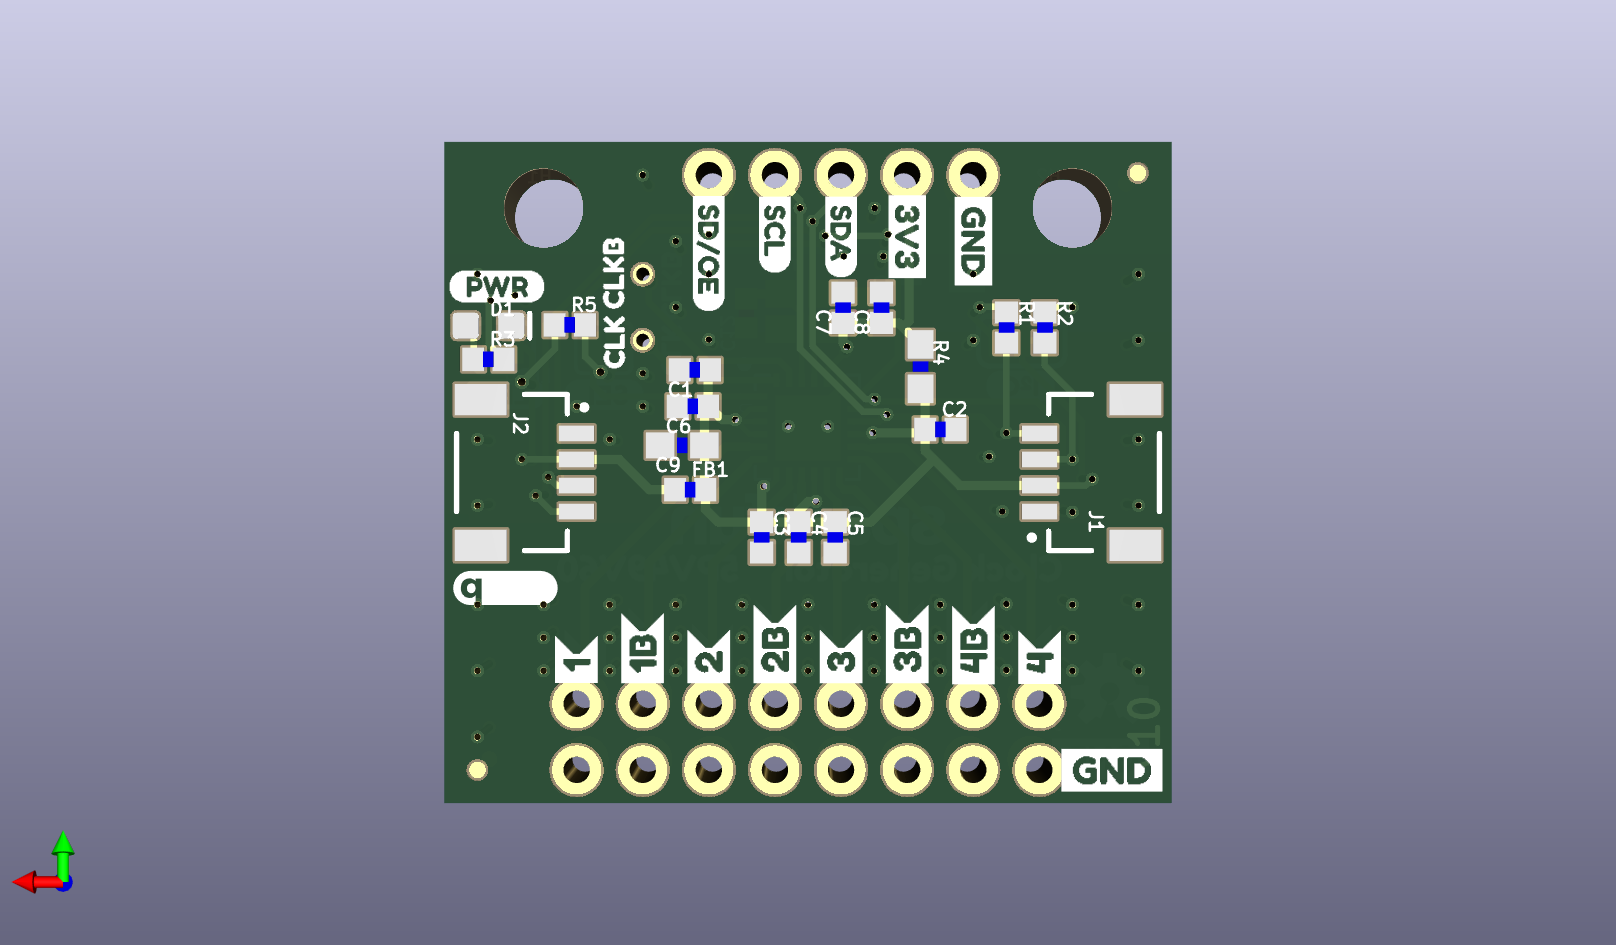 SD/OE
SCL
SDA
3V3
GND
CLKB
CLK
PWR
D1
R5
R3
C7
C8
R1
R2
R4
C1
C6
C2
J2
C9
FB1
C3
C4
C5
J1
q
1
1B
2
2B
3
3B
4B
4
10
GND